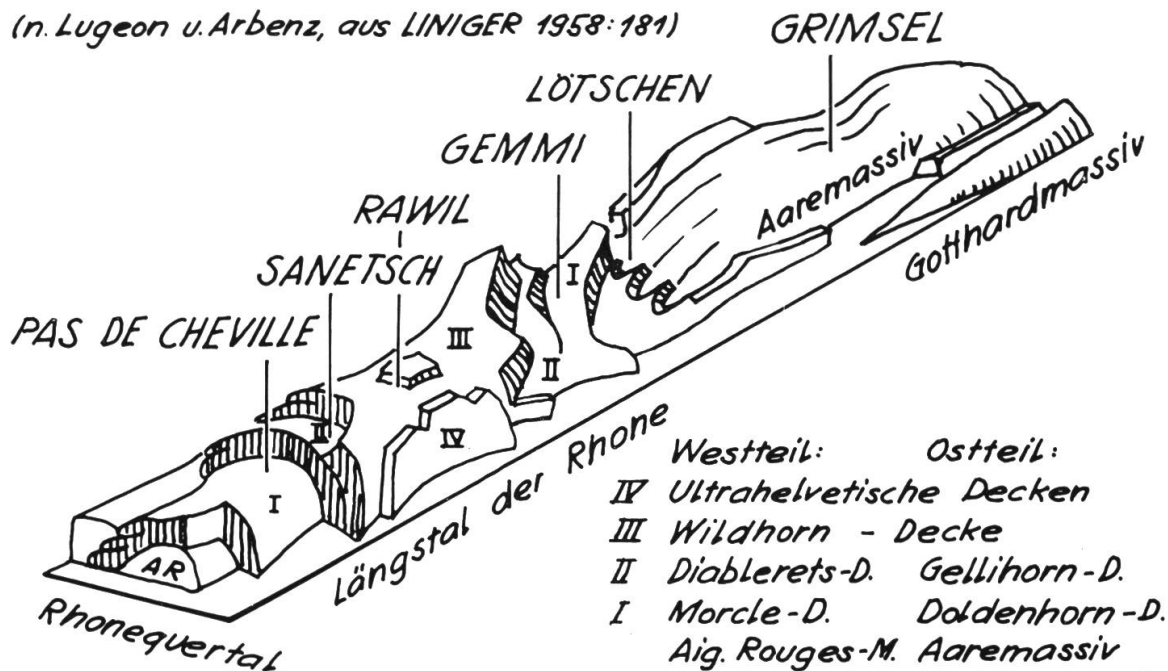 (n. Lugeon u. Arbenz, aus LINIGER 1958:181)
GRIMSEL
LÖTSCHEN
GEMMI
RAWIL
SANETSCH
PAS DE CHEVILLE
Aaremassiv
Gotthardmassiv
I
III
II
II
IV
I
AR
Längstal der Rhone
Rhonequertal
Westteil: Ostteil:
IV Ultrahelvetische Decken
III Wildhorn - Decke
II Diablerets-D. Gellihorn-D.
I Morcle-D. Doldenhorn-D.
Aig. Rouges-M. Aaremassiv